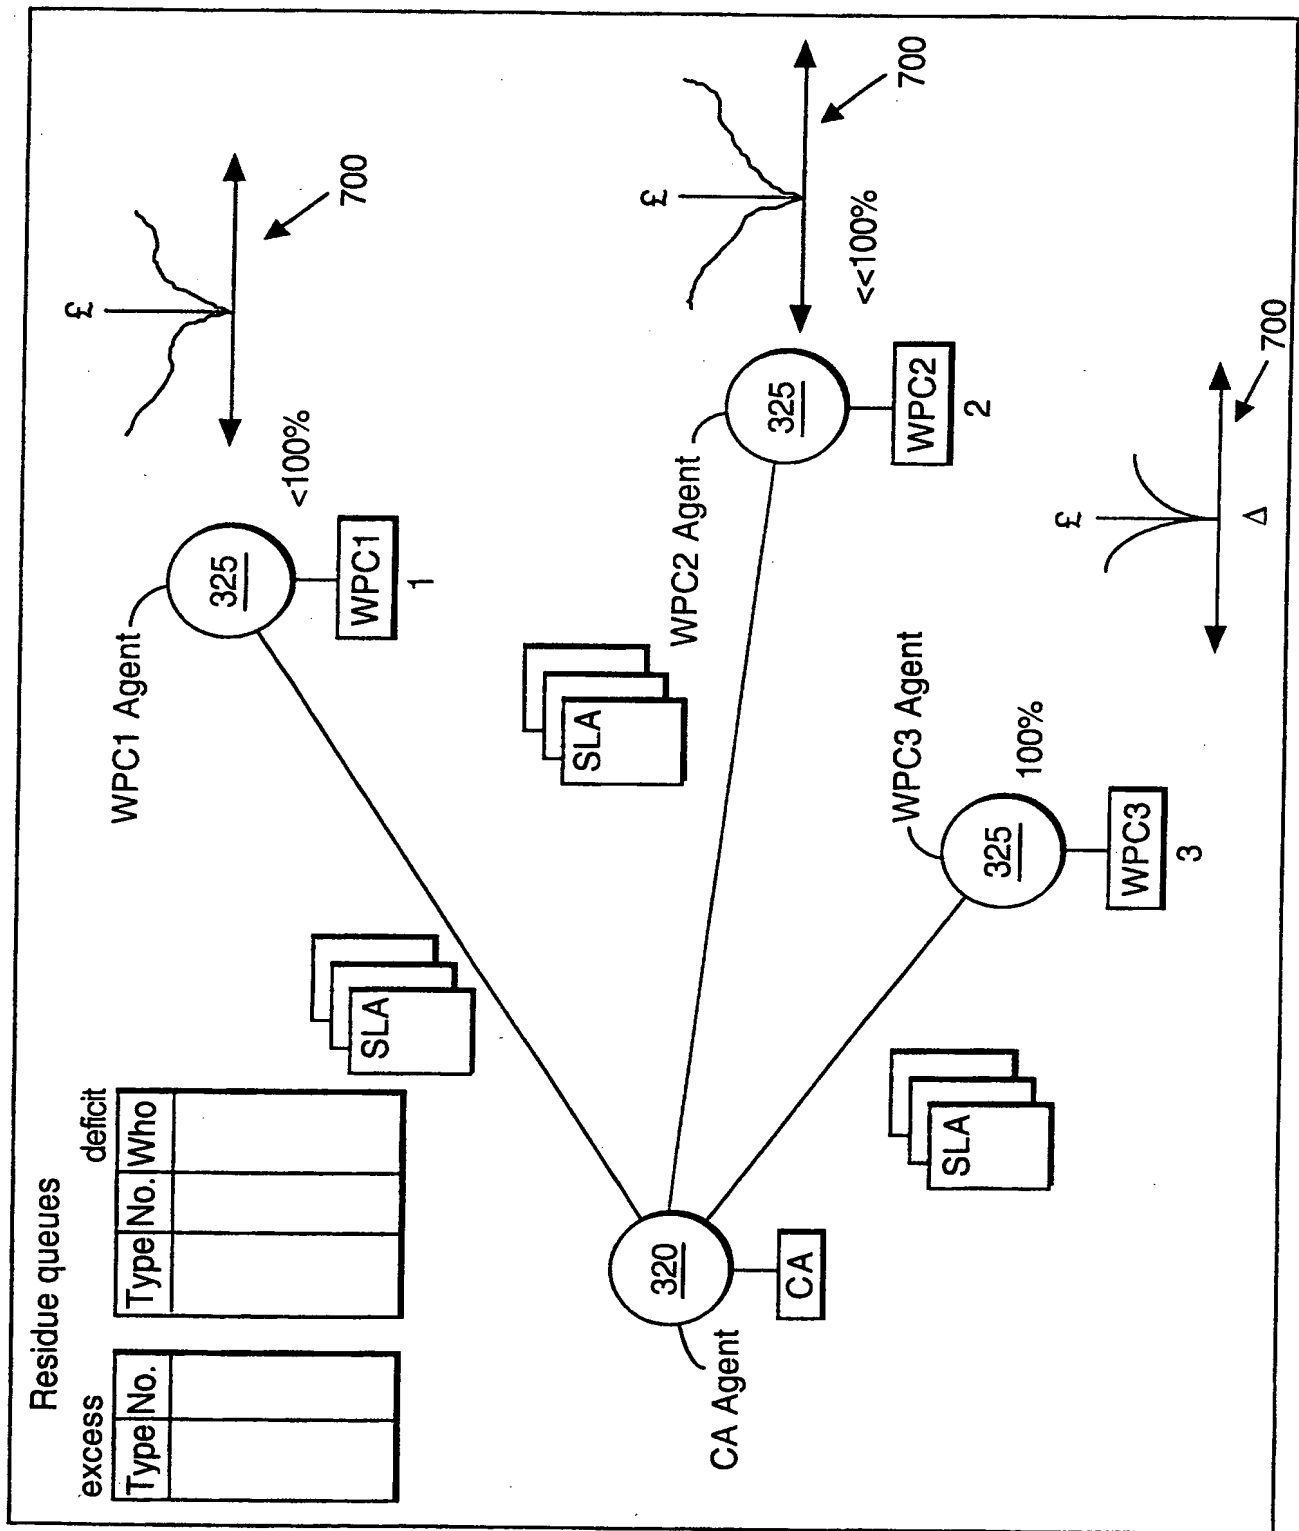 Residue queues
excess
deficit
Type No.
Type No. Who
WPC1 Agent
325
WPC1
1
<100%
£
700
SLA
SLA
WPC2 Agent
325
WPC2
2
<<100%
£
700
CA Agent
320
CA
SLA
WPC3 Agent
325
WPC3
3
100%
£
Δ
700